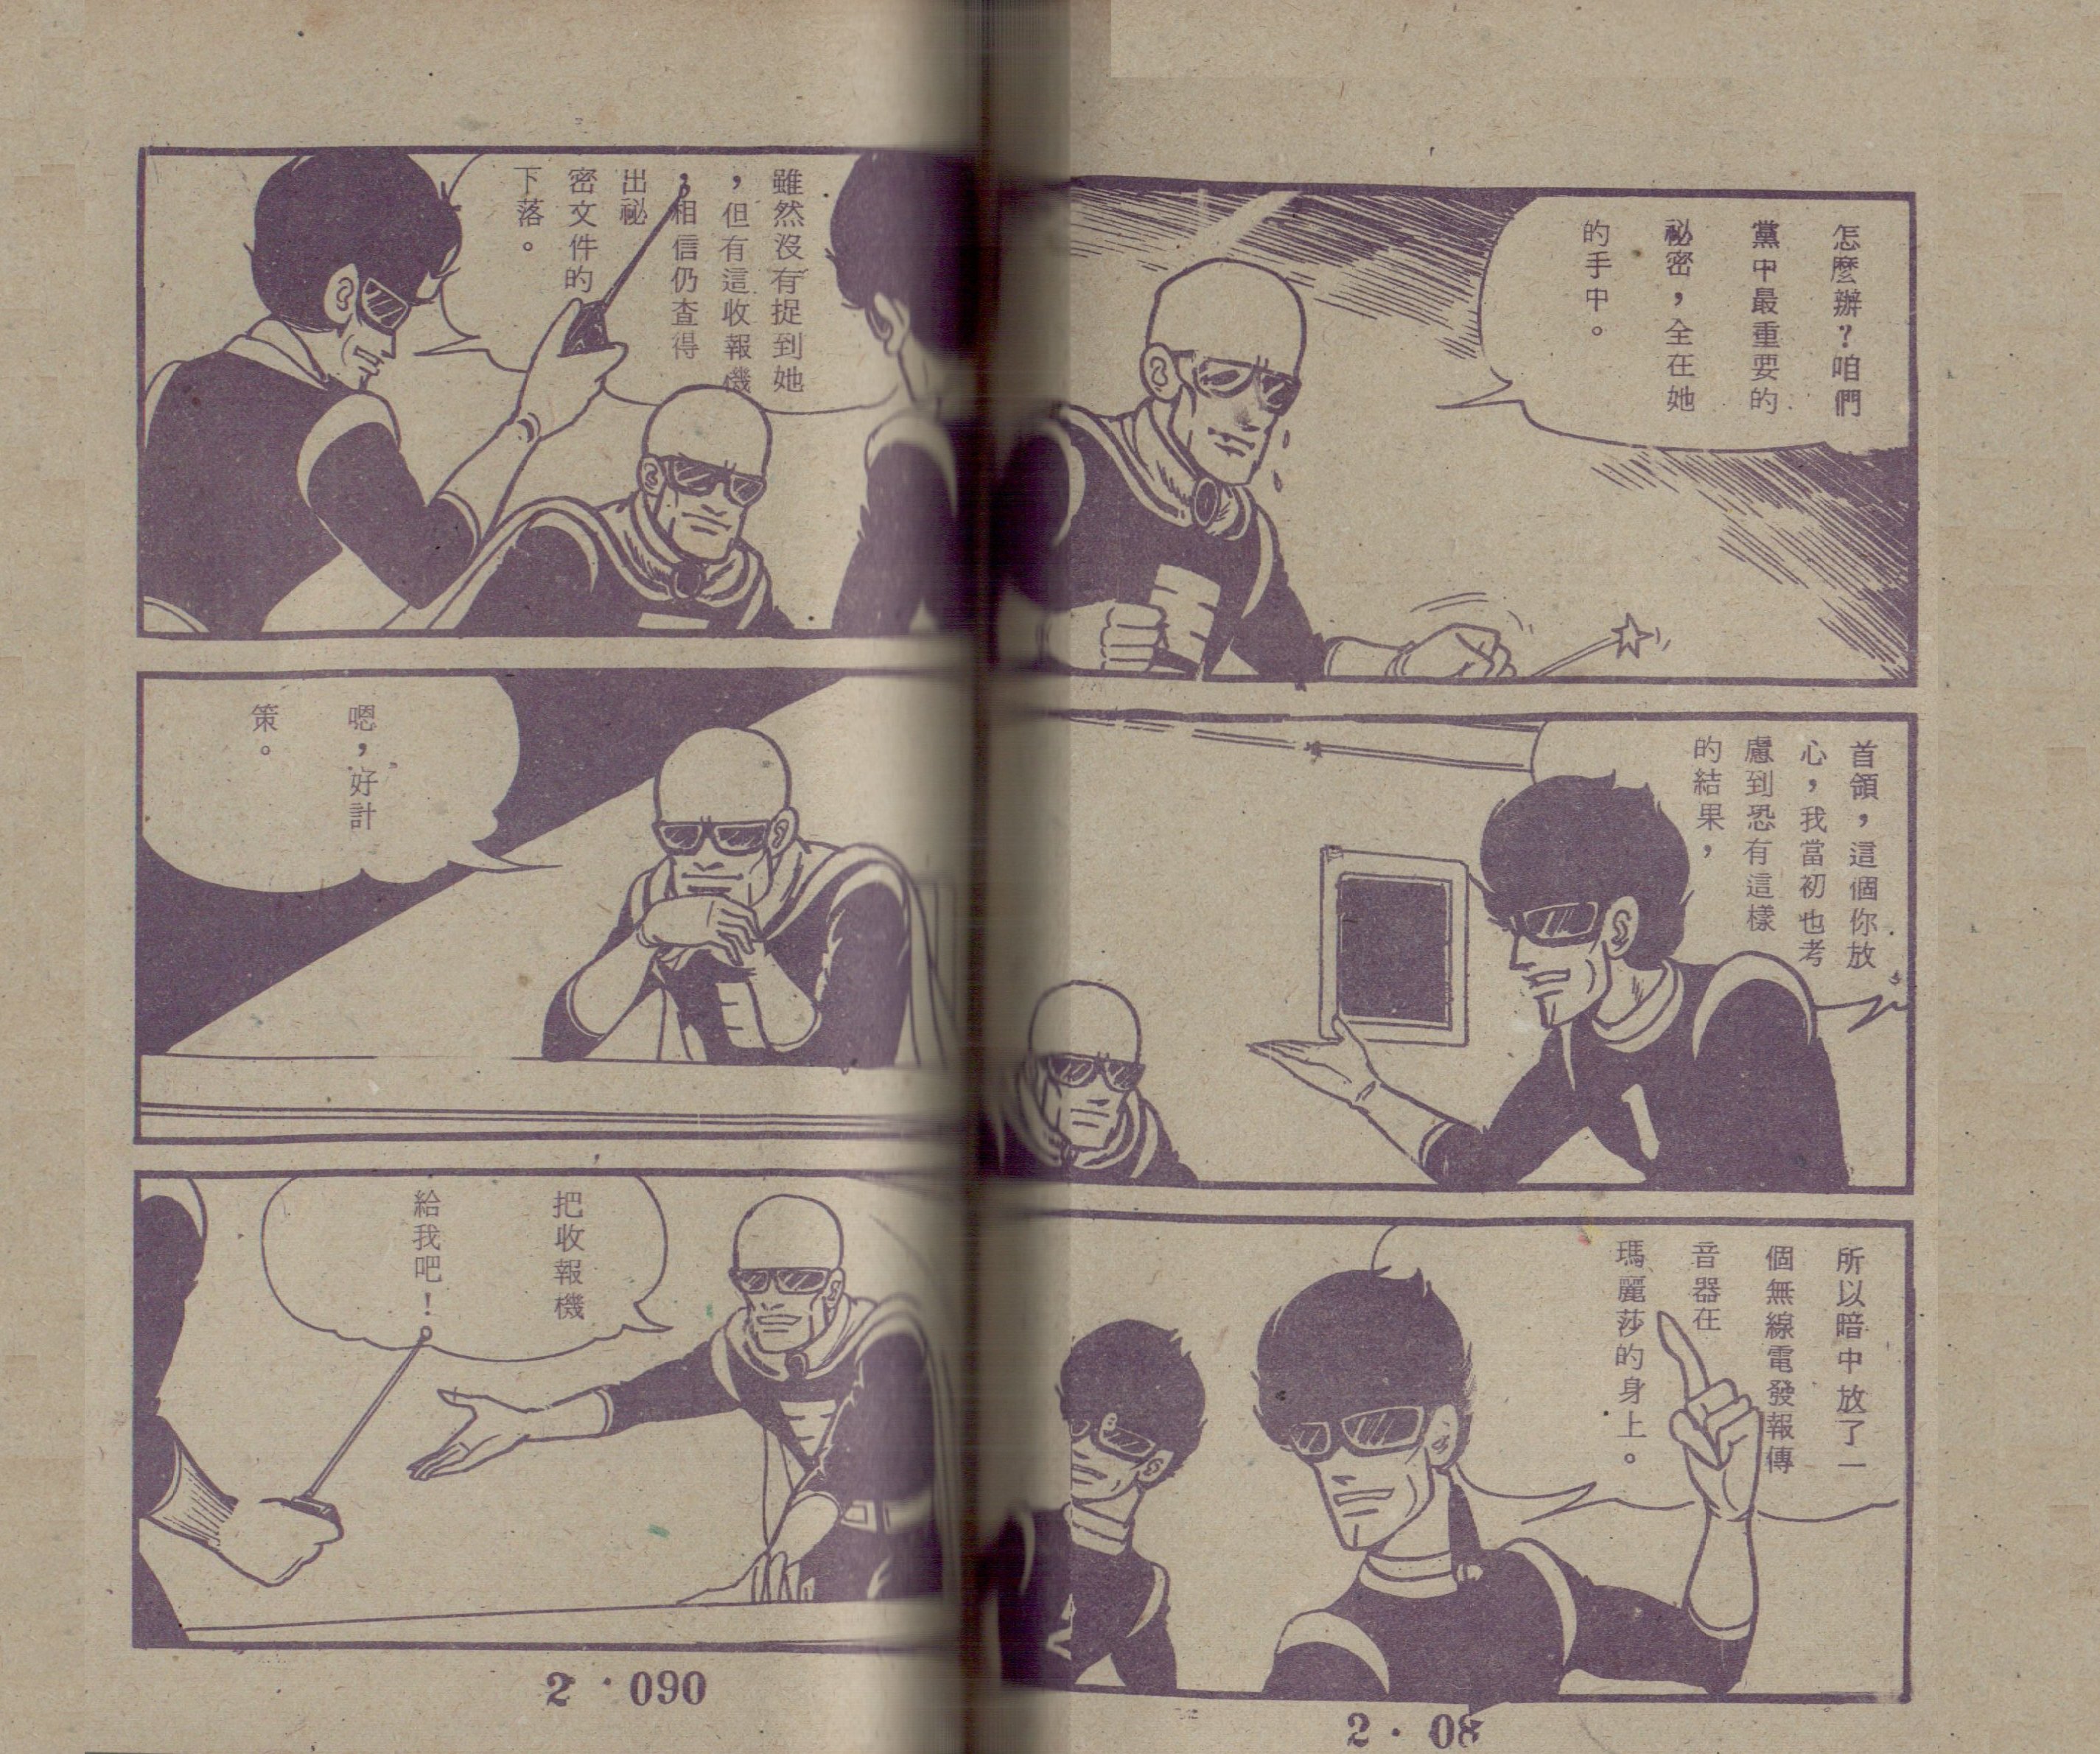 怎麼辦?咱們
黨中最重要的
祕密,全在她
的手中。
首領,這個你放
心,我當初也考
慮到恐有這樣
的結果,
所以暗中放了一
個無線電發報傳
音器在
瑪麗莎的身上。
2·08
雖然沒有捉到她
,但有這收報機
,相信仍查得
出祕
密文件的
下落。
嗯,好計
策。
把收報機
給我吧!
2·090